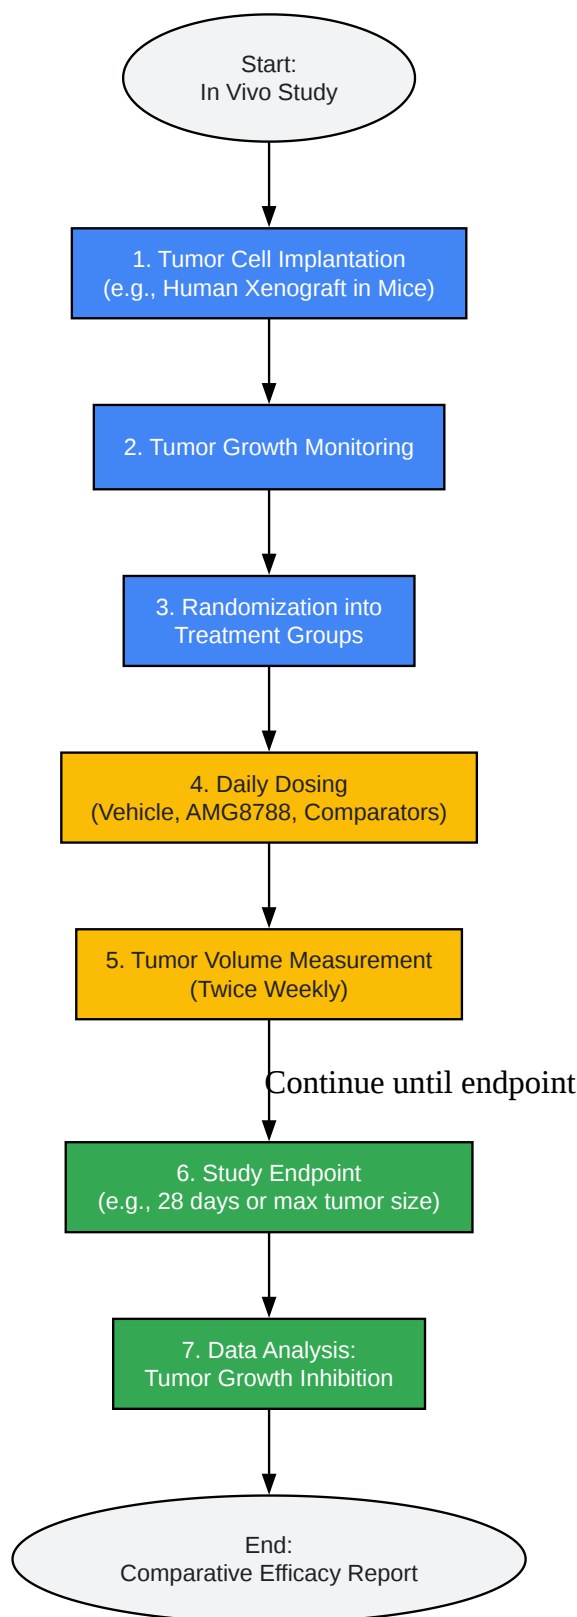 Start:
In Vivo Study
1. Tumor Cell Implantation
(e.g., Human Xenograft in Mice)
2. Tumor Growth Monitoring
3. Randomization into
Treatment Groups
4. Daily Dosing
(Vehicle, AMG8788, Comparators)
5. Tumor Volume Measurement
(Twice Weekly)
Continue until endpoint
6. Study Endpoint
(e.g., 28 days or max tumor size)
7. Data Analysis:
Tumor Growth Inhibition
End:
Comparative Efficacy Report